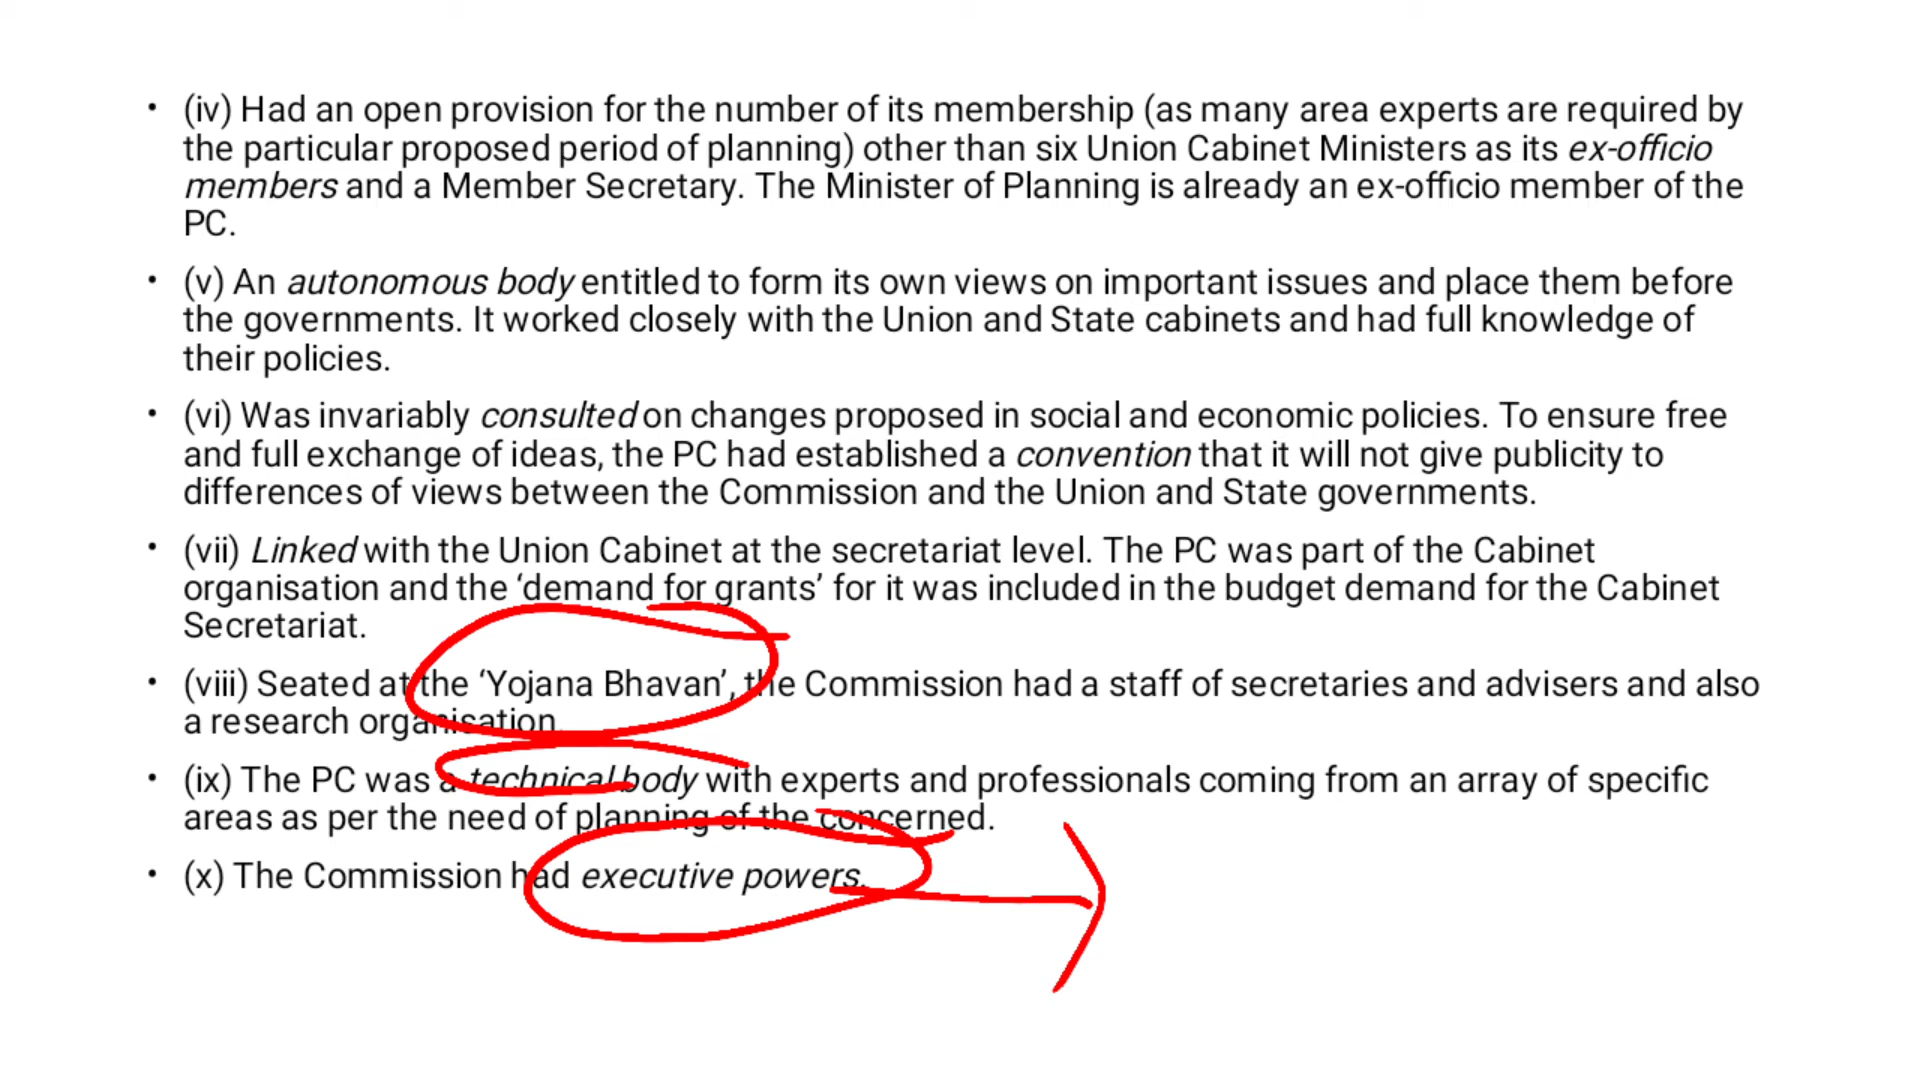 • (iv) Had an open provision for the number of its membership (as many area experts are required by
the particular proposed period of planning) other than six Union Cabinet Ministers as its ex-officio
members and a Member Secretary. The Minister of Planning is already an ex-officio member of the
PC.
• (v) An autonomous body entitled to form its own views on important issues and place them before
the governments. It worked closely with the Union and State cabinets and had full knowledge of
their policies.
• (vi) Was invariably consulted on changes proposed in social and economic policies. To ensure free
and full exchange of ideas, the PC had established a convention that it will not give publicity to
differences of views between the Commission and the Union and State governments.
• (vii) Linked with the Union Cabinet at the secretariat level. The PC was part of the Cabinet
organisation and the ‘demand for grants’ for it was included in the budget demand for the Cabinet
Secretariat.
• (viii) Seated at the ‘Yojana Bhavan’, the Commission had a staff of secretaries and advisers and also
a research organisation.
• (ix) The PC was a technical body with experts and professionals coming from an array of specific
areas as per the need of planning of the concerned.
• (x) The Commission had executive powers.